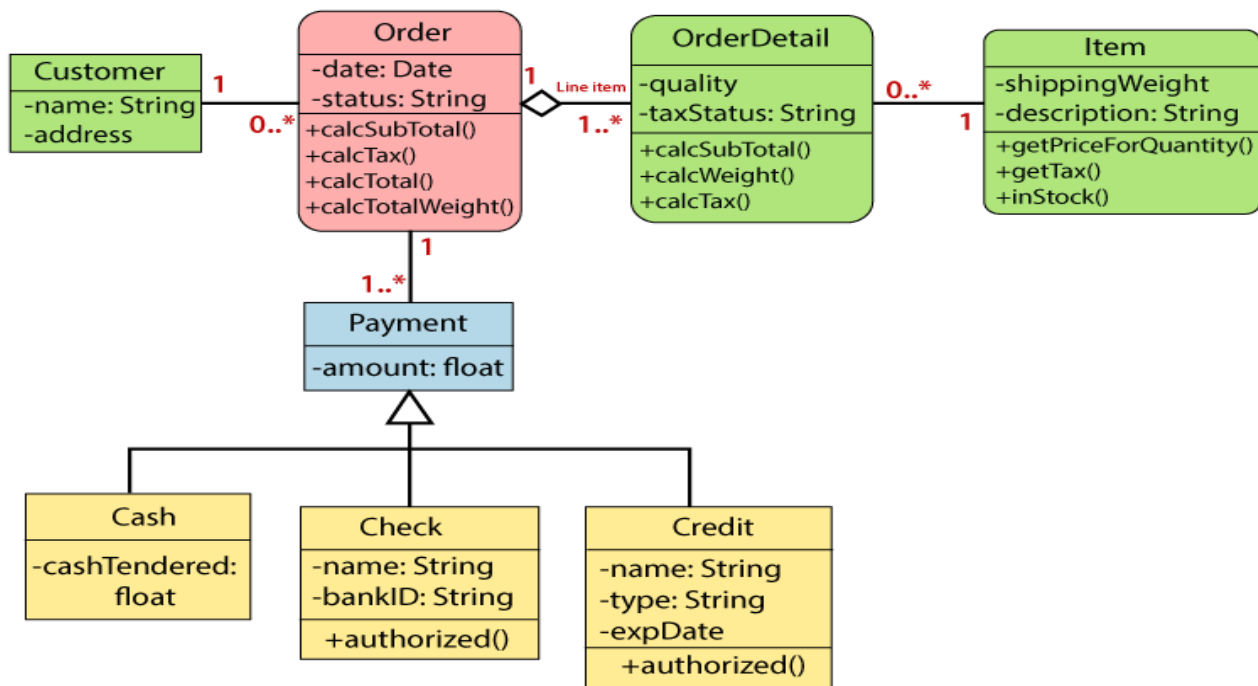 Customer
-name: String
-address
1
0..*
Order
-date: Date
-status: String
+calcSubTotal()
+calcTax()
+calcTotal()
+calcTotalWeight()
1
Line item
1..*
OrderDetail
-quality
-taxStatus: String
+calcSubTotal()
+calcWeight()
+calcTax()
0..*
1
Item
-shippingWeight
-description: String
+getPriceForQuantity()
+getTax()
+inStock()
1
1..*
Payment
-amount: float
Cash
-cashTendered:
float
Check
-name: String
-bankID: String
+authorized()
Credit
-name: String
-type: String
-expDate
+authorized()